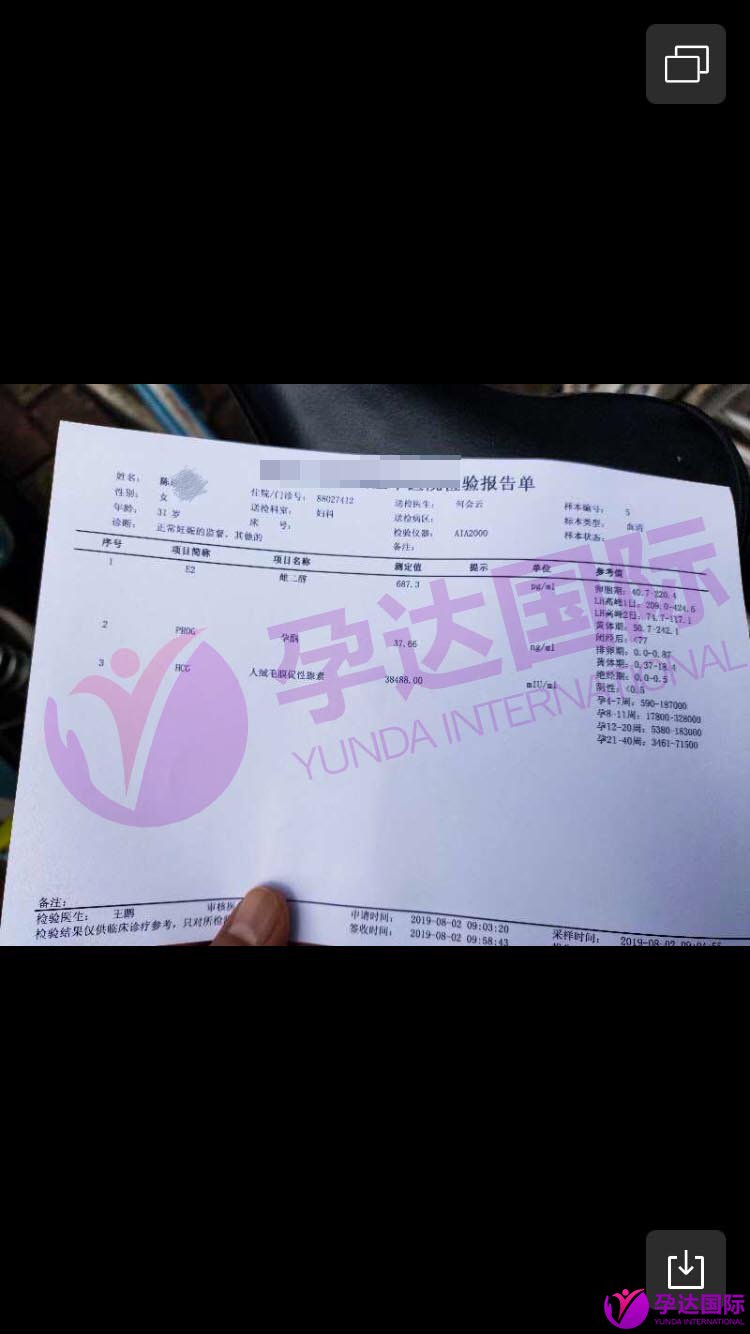 验报告单
姓名: 陈 住院/门诊号: 88027412 送检医生: 何会云 样本编号: 5
性别: 女 送检科室: 妇科 送检病区: 标本类型: 血清
年龄: 31 岁 床 号: 检验仪器: AIA2000 样本状态:
诊断: 正常妊娠的监督, 其他的 备注:
序号 项目简称 项目名称 测定值 提示 单位 参考值
1 E2 雌二醇 687.3 pg/ml 卵胞期: 40.7-220.4
LH高峰1日: 209.0-424.6
LH高峰2日: 74.7-117.1
黄体期: 50.7-242.1
闭经后: <77
2 PROG 孕酮 37.66 ng/ml 排卵期: 0.0-0.87
黄体期: 0.37-18.4
绝经期: 0.0-0.5
3 HCG 人绒毛膜促性腺素 38488.00 mIU/ml 阴性: <0.5
孕4-7周: 590-187000
孕8-11周: 17800-328000
孕12-20周: 5380-183000
孕21-40周: 3461-71500
孕达国际
YUNDA INTERNATIONAL
备注:
检验医生: 王鹏 审核医 申请时间: 2019-08-02 09:03:20 采样时间: 2019-08-02
检验结果仅供临床诊疗参考, 只对所检 签收时间: 2019-08-02 09:58:43
孕达国际
YUNDA INTERNATIONAL